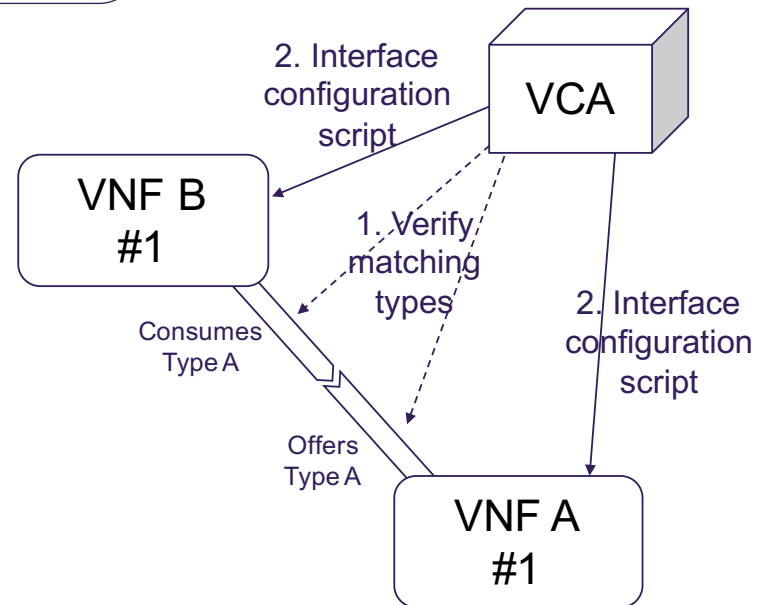 2. Interface
configuration
script
VCA
VNF B
#1
1. Verify
matching
types
2. Interface
configuration
script
Consumes
Type A
Offers
Type A
VNF A
#1